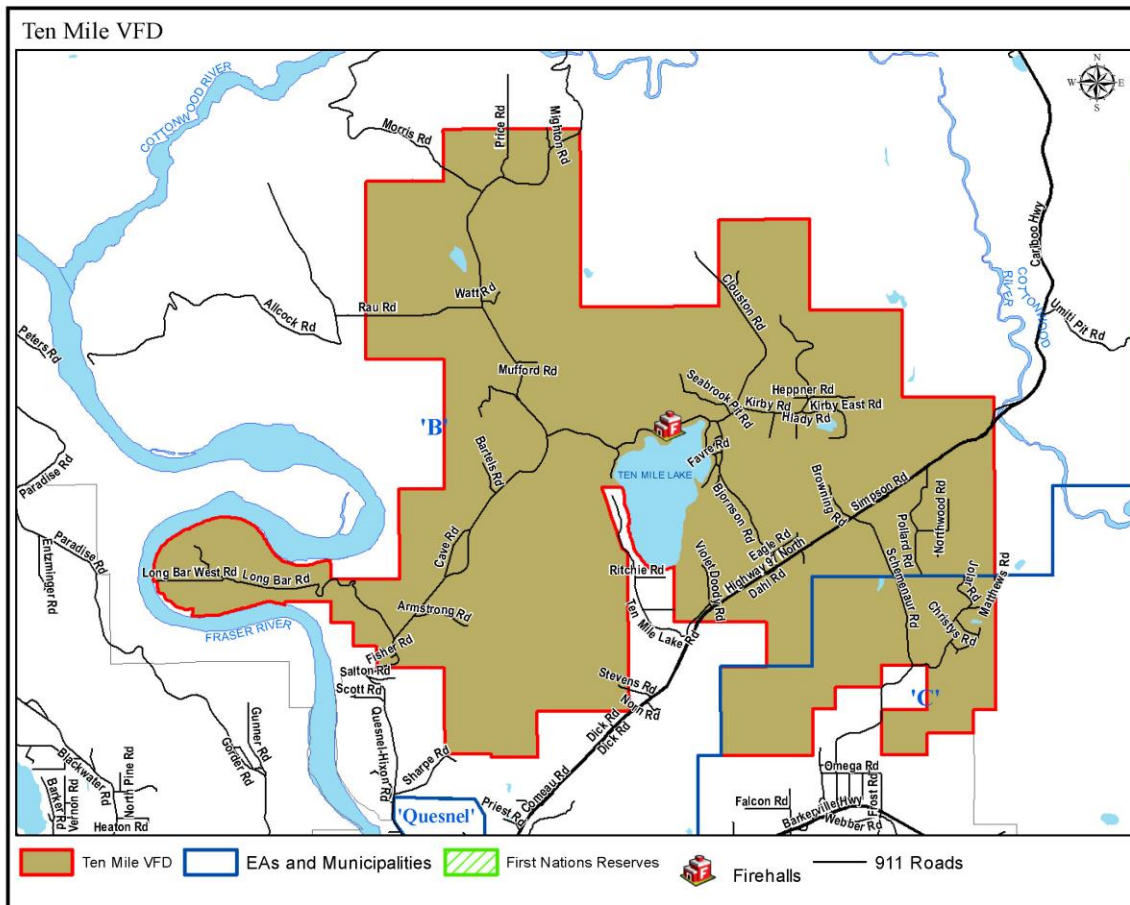 Ten Mile VFD
COTTONWOOD RIVER
N
W
E
S
Morris Rd
Price Rd
Mighton Rd
Cariboo Hwy
COTTONWOOD
RIVER
Umiti Pit Rd
Allcock Rd
Rau Rd
Watt Rd
Clouston Rd
Peters Rd
Mufford Rd
Seabrook Pit Rd
Heppner Rd
Kirby Rd
Kirby East Rd
Hlady Rd
'B'
F
Favre Rd
TEN MILE LAKE
Bartels Rd
Paradise Rd
Browning Rd
Simpson Rd
Bjornson Rd
Pollard Rd
Northwood Rd
Entzminger Rd
Paradise Rd
Cave Rd
Eagle Rd
Highway 97 North
Dahl Rd
Violet Doody Rd
Ritchie Rd
Long Bar West Rd
Long Bar Rd
Schemenaur Rd
Jolar Rd
Matthews Rd
Christys Rd
Armstrong Rd
Ten Mile Lake Rd
FRASER RIVER
Fisher Rd
Salton Rd
Scott Rd
Stevens Rd
Norn Rd
'C'
Gunner Rd
Gorder Rd
Quesnel-Hixon Rd
Sharpe Rd
Dick Rd
Dick Rd
Blackwater Rd
North Pine Rd
Barker Rd
Vernon Rd
Heaton Rd
Comeau Rd
Priest Rd
'Quesnel'
Omega Rd
Frost Rd
Falcon Rd
Barkerville Hwy
Webber Rd
Ten Mile VFD
EAs and Municipalities
First Nations Reserves
F
Firehalls
911 Roads